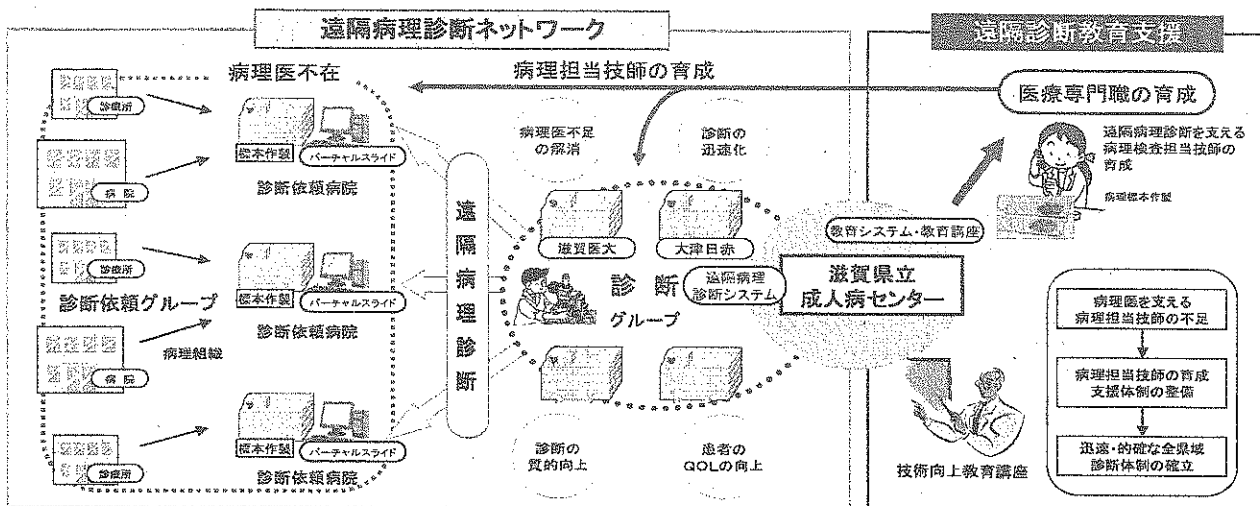 遠隔病理診断ネットワーク
遠隔診断教育支援
病理医不在
病理担当技師の育成
医療専門職の育成
診療所
標本作製
バーチャルスライド
診断依頼病院
病理医不足
の解消
診断の
迅速化
遠隔病理診断を支える
病理検査担当技師の
育成
病理標本作製
病院
診療所
診断依頼グループ
標本作製
バーチャルスライド
診断依頼病院
遠隔病理診断
滋賀医大
大津日赤
診断
グループ
遠隔病理
診断システム
教育システム・教育講座
滋賀県立
成人病センター
病理組織
病院
診療所
標本作製
バーチャルスライド
診断依頼病院
診断の
質的向上
患者の
QOLの向上
技術向上教育講座
病理医を支える
病理担当技師の不足
病理担当技師の育成
支援体制の整備
迅速・的確な全県域
診断体制の確立